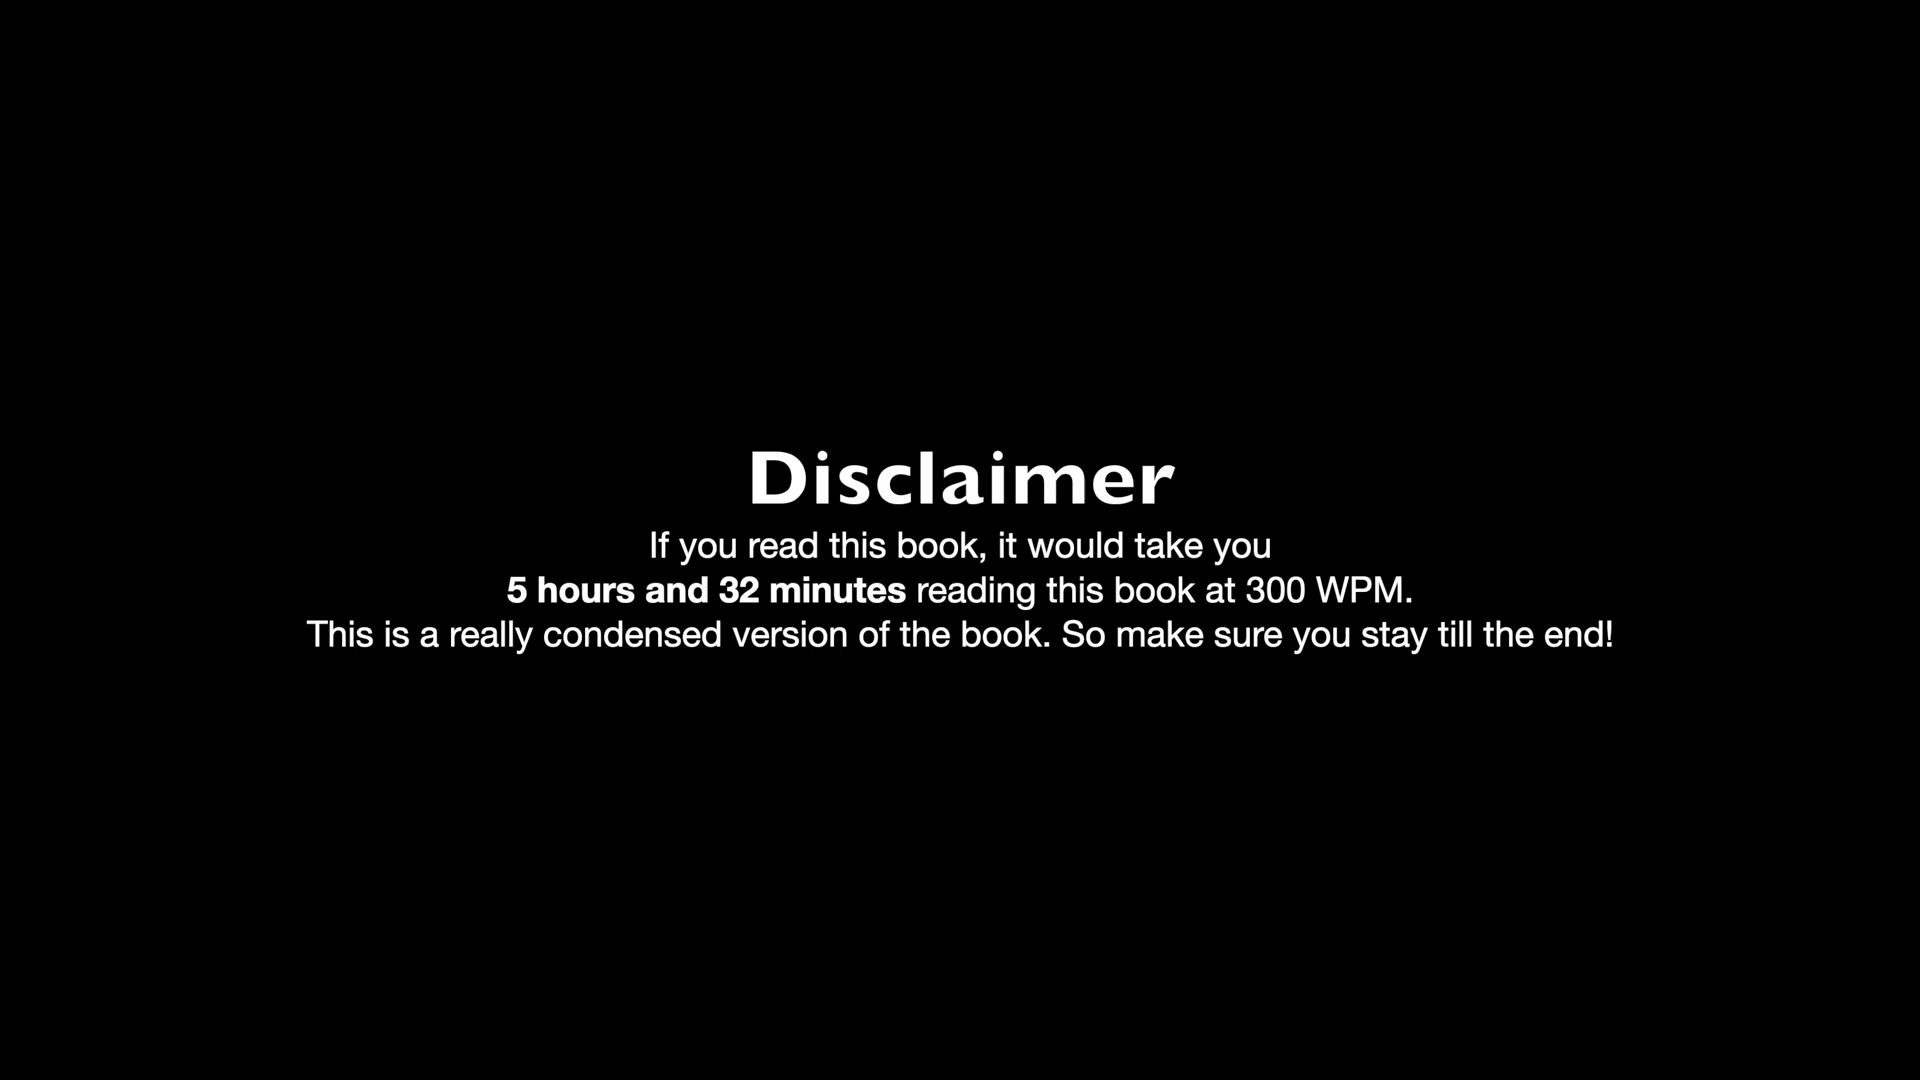 Disclaimer
If you read this book, it would take you
5 hours and 32 minutes reading this book at 300 WPM.
This is a really condensed version of the book. So make sure you stay till the end!